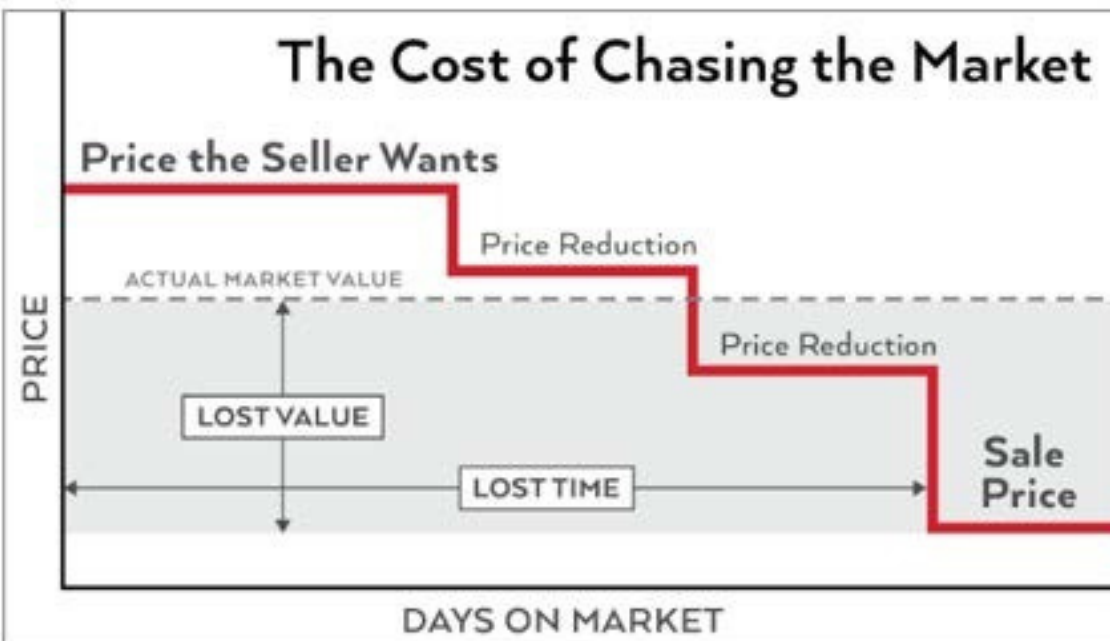 The Cost of Chasing the Market
Price the Seller Wants
Price Reduction
ACTUAL MARKET VALUE
Price Reduction
LOST VALUE
LOST TIME
Sale
Price
PRICE
DAYS ON MARKET